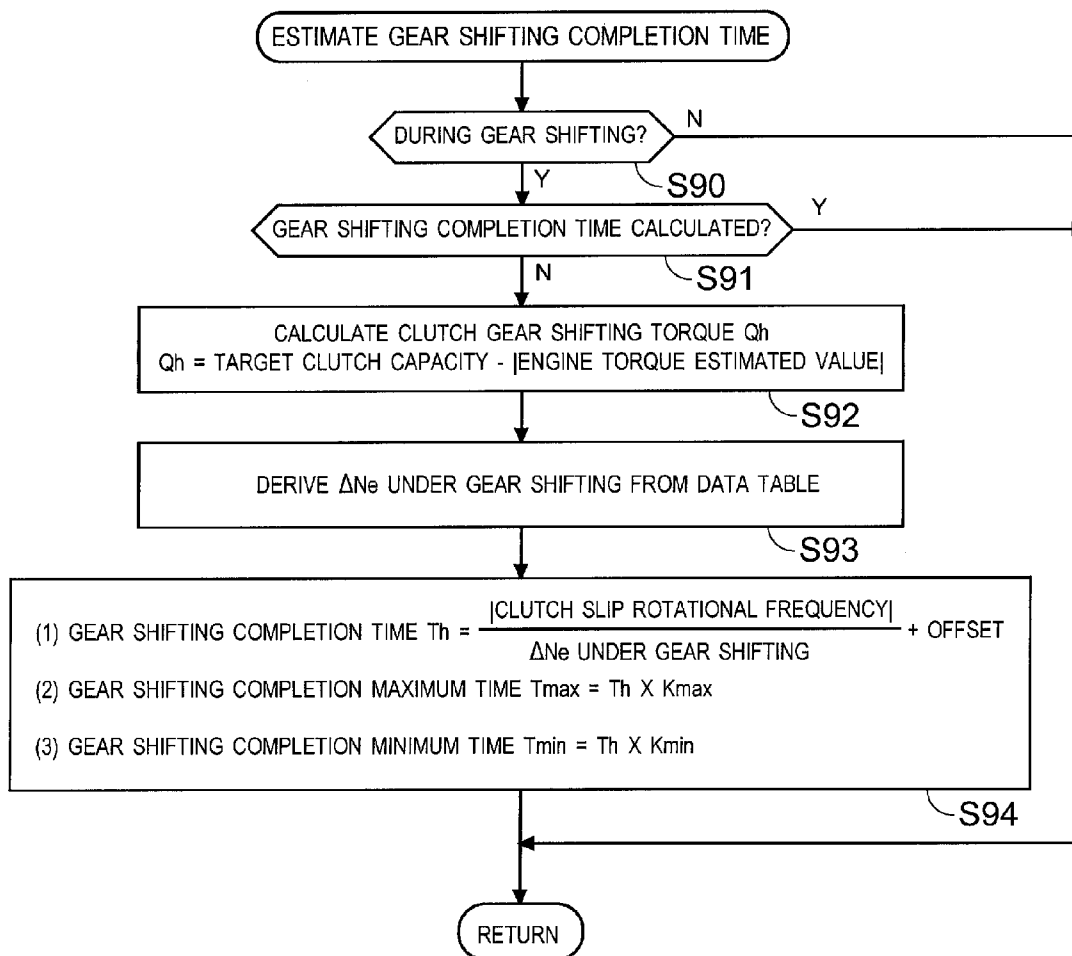 ESTIMATE GEAR SHIFTING COMPLETION TIME
DURING GEAR SHIFTING?
N
S90
Y
GEAR SHIFTING COMPLETION TIME CALCULATED?
Y
S91
N
CALCULATE CLUTCH GEAR SHIFTING TORQUE Qh
Qh = TARGET CLUTCH CAPACITY - |ENGINE TORQUE ESTIMATED VALUE|
S92
DERIVE ΔNe UNDER GEAR SHIFTING FROM DATA TABLE
S93
(1) GEAR SHIFTING COMPLETION TIME Th = |CLUTCH SLIP ROTATIONAL FREQUENCY| + OFFSET
ΔNe UNDER GEAR SHIFTING
(2) GEAR SHIFTING COMPLETION MAXIMUM TIME Tmax = Th X Kmax
(3) GEAR SHIFTING COMPLETION MINIMUM TIME Tmin = Th X Kmin
S94
RETURN